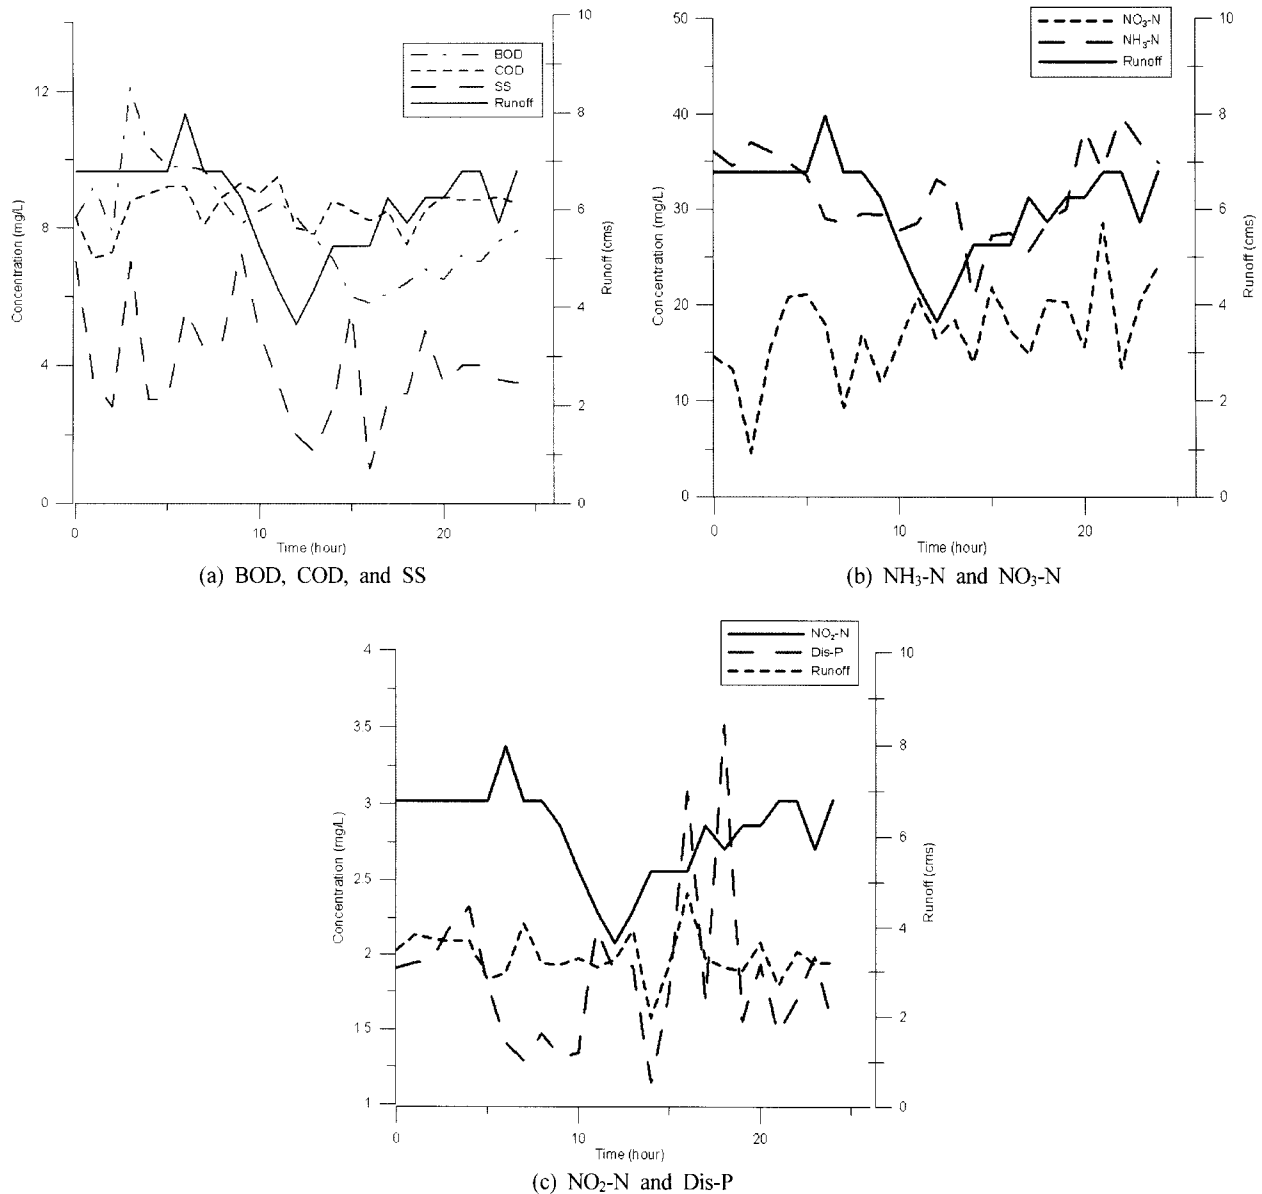 10
BOD
COD
SS
Runoff
12
8
8
6
4
4
2
0
0
0
10
20
Concentration (mg/L)
Runoff (cms)
Time (hour)
(a) BOD, COD, and SS
50
10
NO₃-N
NH₃-N
Runoff
40
8
30
6
20
4
10
2
0
0
0
10
20
Concentration (mg/L)
Runoff (cms)
Time (hour)
(b) NH₃-N and NO₃-N
NO₂-N
Dis-P
Runoff
4
10
3.5
8
3
6
2.5
4
2
2
1.5
1
0
0
10
20
Concentration (mg/L)
Runoff (cms)
Time (hour)
(c) NO₂-N and Dis-P